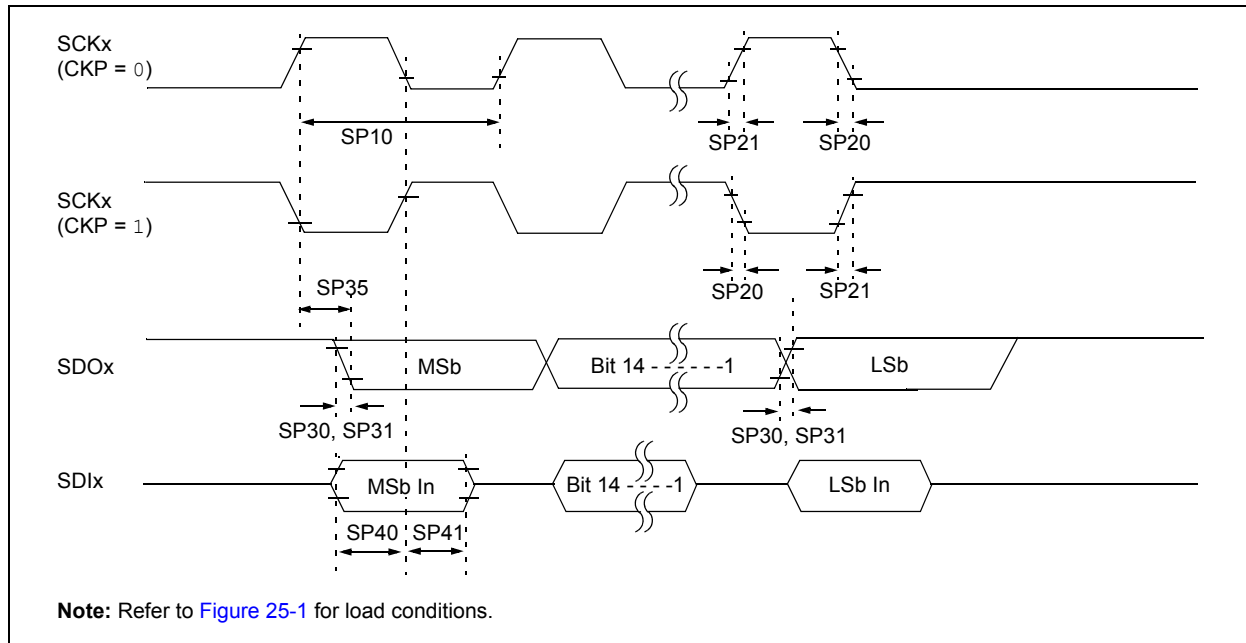 SCKx
(CKP = 0)
SP10
SP21
SP20
SCKx
(CKP = 1)
SP35
SP20
SP21
SDOx
MSb
Bit 14 - - - - - -1
LSb
SP30, SP31
SP30, SP31
SDIx
MSb In
Bit 14 - - - - -1
LSb In
SP40
SP41
Note: Refer to Figure 25-1 for load conditions.